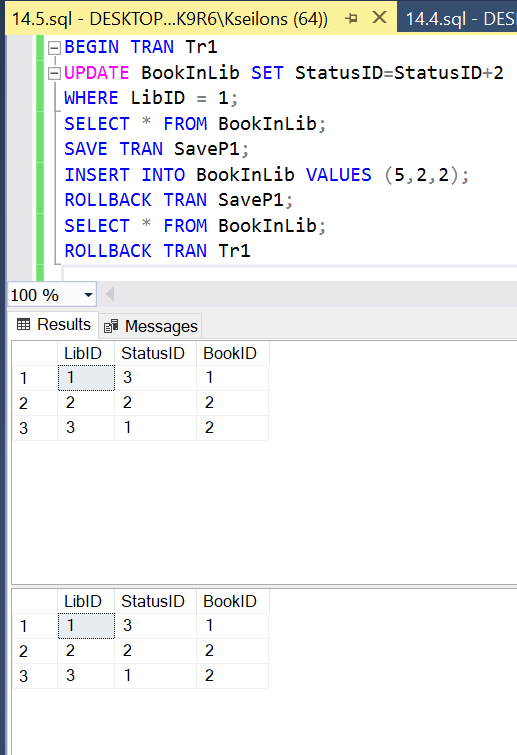 14.5.sql - DESKTOP...K9R6\Kseilons (64)) 14.4.sql - DES
BEGIN TRAN Tr1
UPDATE BookInLib SET StatusID=StatusID+2
WHERE LibID = 1;
SELECT * FROM BookInLib;
SAVE TRAN SaveP1;
INSERT INTO BookInLib VALUES (5,2,2);
ROLLBACK TRAN SaveP1;
SELECT * FROM BookInLib;
ROLLBACK TRAN Tr1
100 %
Results Messages
LibID StatusID BookID
1 1 3 1
2 2 2 2
3 3 1 2
LibID StatusID BookID
1 1 3 1
2 2 2 2
3 3 1 2